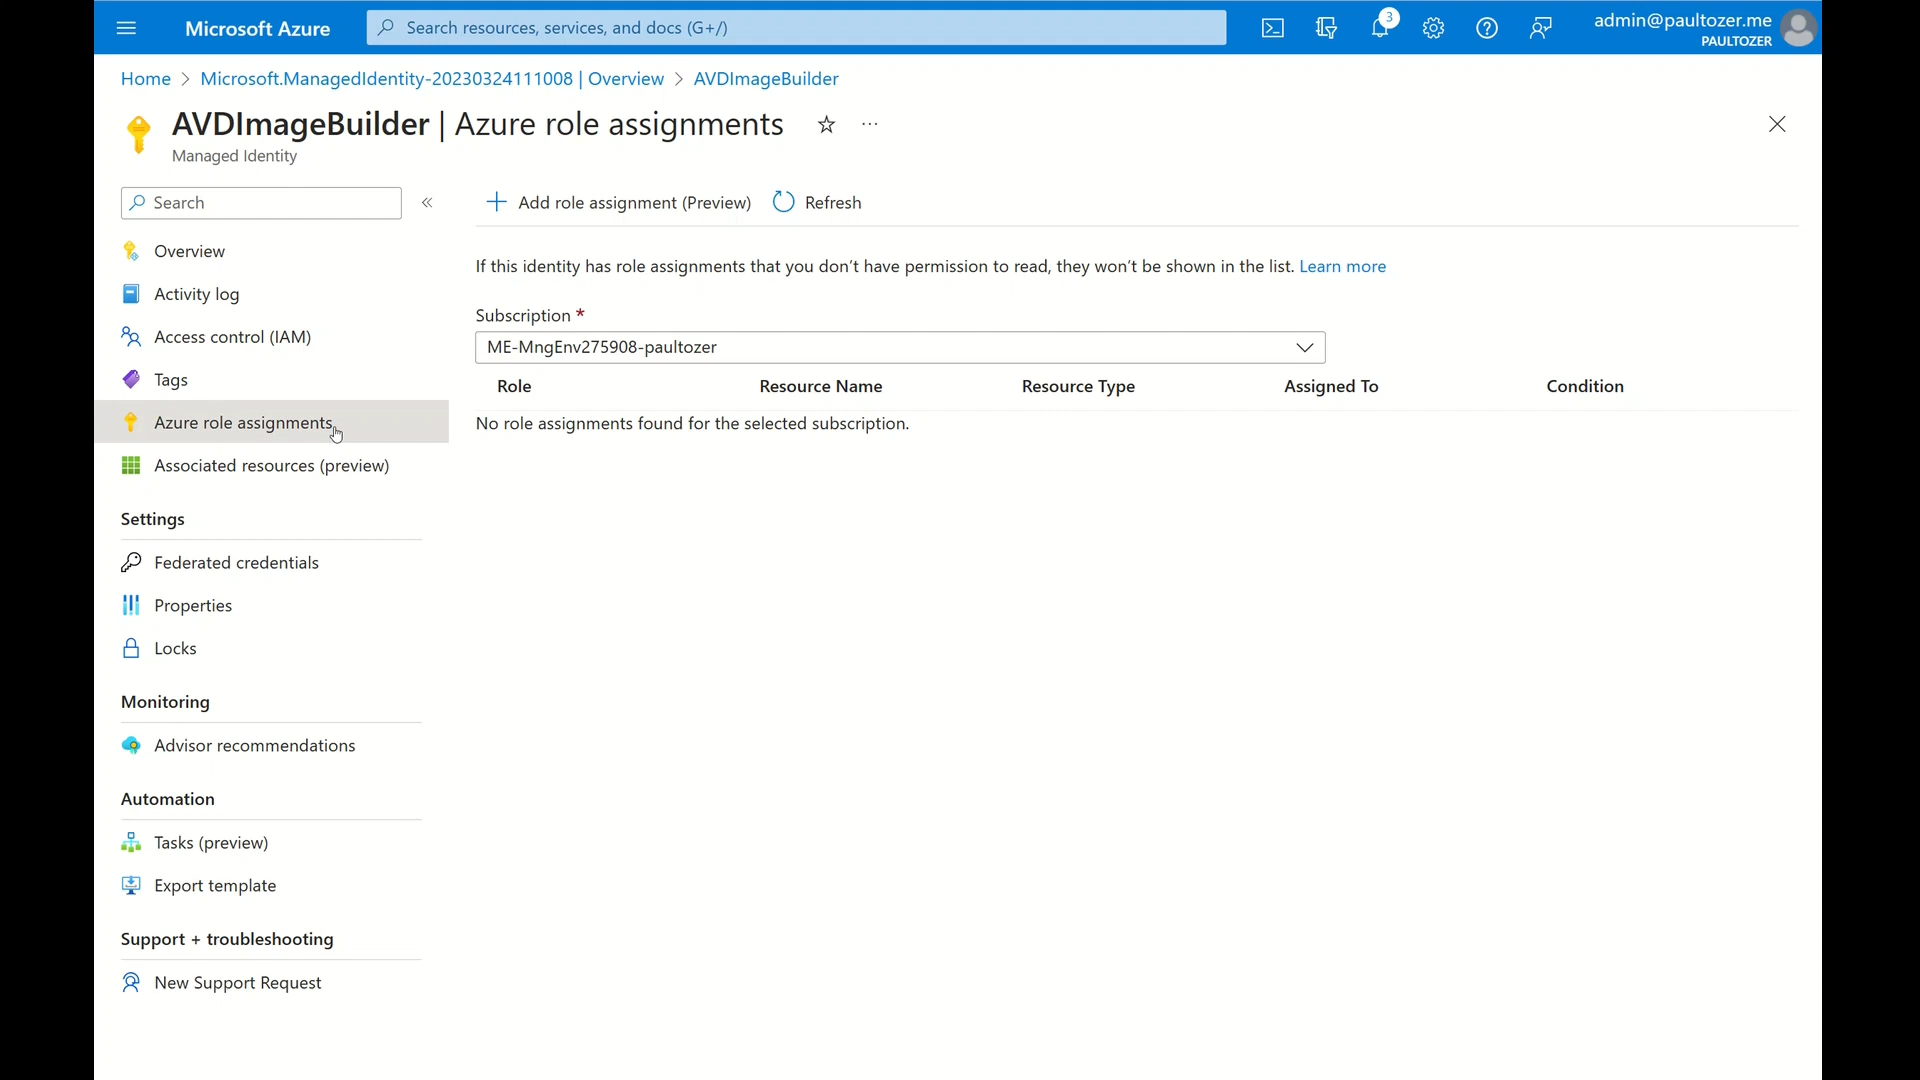 Microsoft Azure
Search resources, services, and docs (G+/)
3
admin@paultozer.me
PAULTOZER
Home > Microsoft.ManagedIdentity-20230324111008 | Overview > AVDImageBuilder
AVDImageBuilder | Azure role assignments
Managed Identity
Search
Overview
Activity log
Access control (IAM)
Tags
Azure role assignments
Associated resources (preview)
Settings
Federated credentials
Properties
Locks
Monitoring
Advisor recommendations
Automation
Tasks (preview)
Export template
Support + troubleshooting
New Support Request
Add role assignment (Preview)
Refresh
If this identity has role assignments that you don't have permission to read, they won't be shown in the list. Learn more
Subscription *
ME-MngEnv275908-paultozer
Role Resource Name Resource Type Assigned To Condition
No role assignments found for the selected subscription.